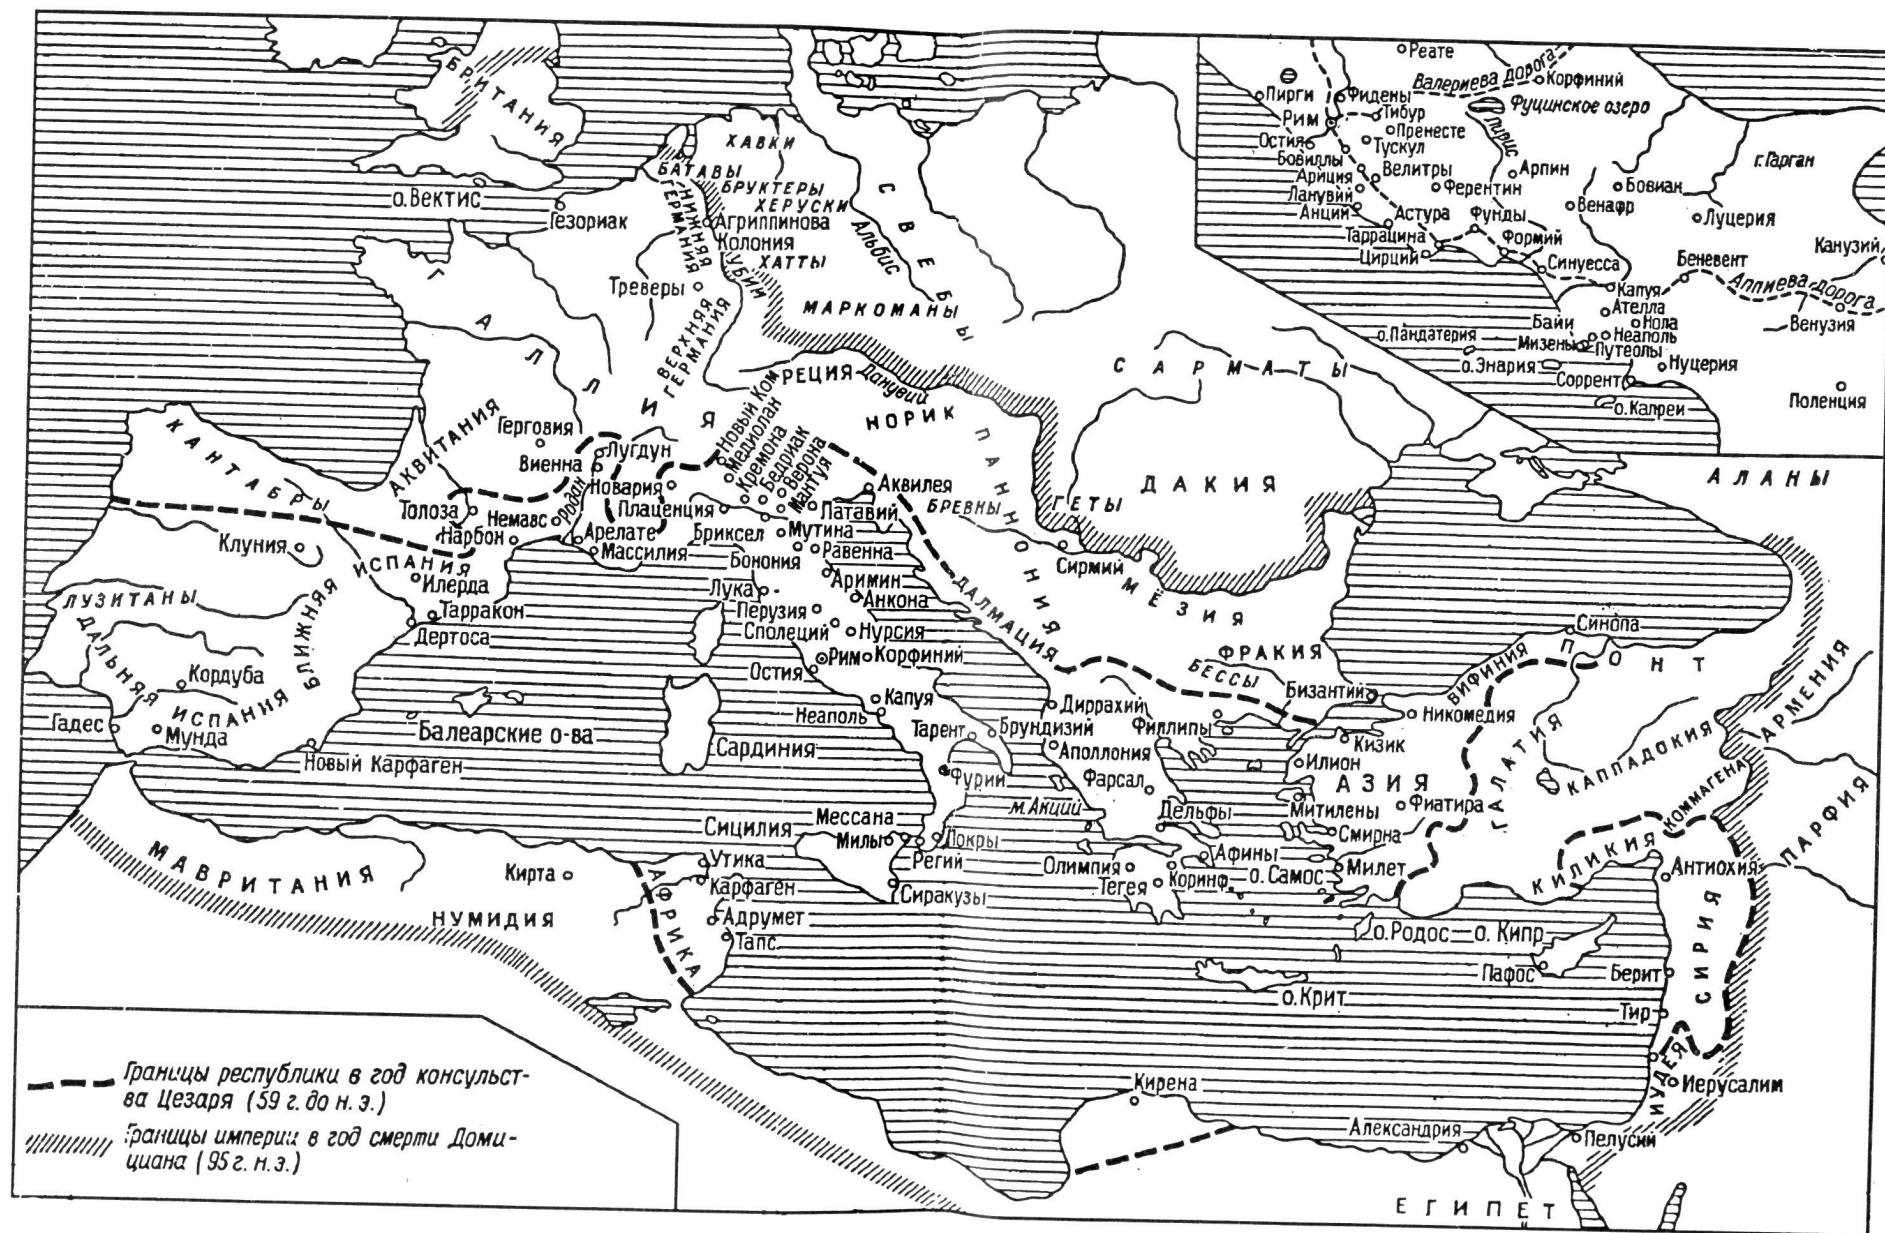 БРИТАНИЯ
о.Вектис
Гезориак
ХАВКИ
БАТАВЫ
БРУКТЕРЫ
ХЕРУСКИ
НИЖНЯЯ
ГЕРМАНИЯ
Агриппинова
Колония
УБИИ
ХАТТЫ
Треверы
ВЕРХНЯЯ
ГЕРМАНИЯ
МАРКОМАНЫ
СВЕБЫ
Альбис
ГАЛЛИЯ
РЕЦИЯ
Данувий
НОРИК
ПАННОНИЯ
САРМАТЫ
ДАКИЯ
ГЕТЫ
БРЕВНЫ
Сирмий
МЁЗИЯ
ДАЛМАЦИЯ
ФРАКИЯ
БЕССЫ
АЛАНЫ
КАНТАБРЫ
АКВИТАНИЯ
Герговия
Виенна
Лугдун
Родан
Толоза
Немавс
Нарбон
Арелате
Массилия
Новый Ком
Медиолан
Кремона
Бедриак
Верона
Мантуя
Новария
Плаценция
Бриксел
Бонония
Аквилея
Патавий
Мутина
Равенна
Аримин
Анкона
Лука
Перузия
Сполеций
Нурсия
Рим
Корфиний
Остия
Капуя
Неаполь
Тарент
Брундизий
Фурии
Локры
Регий
Мессана
Милы
Сицилия
Сиракузы
Сардиния
Клуния
ЛУЗИТАНЫ
ДАЛЬНЯЯ
ИСПАНИЯ
БЛИЖНЯЯ
ИСПАНИЯ
Илерда
Тарракон
Дертоса
Кордуба
Гадес
Мунда
Новый Карфаген
Балеарские о-ва
МАВРИТАНИЯ
НУМИДИЯ
Кирта
АФРИКА
Утика
Карфаген
Адрумет
Тапс
Диррахий
Аполлония
Филлипы
Фарсал
м.Акций
Дельфы
Олимпия
Тегея
Коринф
Афины
о.Самос
Византий
Кизик
Илион
АЗИЯ
Митилены
Фиатира
Смирна
Милет
Никомедия
ВИФИНИЯ
ПОНТ
Синопа
ГАЛАТИЯ
КАППАДОКИЯ
АРМЕНИЯ
КОММАГЕНА
ПАРФИЯ
КИЛИКИЯ
Антиохия
СИРИЯ
о.Родос
о. Кипр
Пафос
о.Крит
Берит
Тир
ИУДЕЯ
Иерусалим
Кирена
Александрия
Пелусий
ЕГИПЕТ
Реате
Валериева дорога
Корфиний
Фуцинское озеро
Пирги
Фидены
Рим
Тибур
Пренесте
Остия
Тускул
Бовиллы
Ариция
Велитры
Ланувий
Анций
Ферентин
Лирис
Арпин
Астура
Фунды
Таррацина
Цирций
Формий
Синуесса
Венафр
Бовиан
г.Гарган
Луцерия
Канузий
Беневент
Аппиева дорога
Венузия
Капуя
Ателла
Нола
Байи
Неаполь
Мизены
Путеолы
Нуцерия
о.Пандатерия
о.Энария
Соррент
о.Капреи
Поленция
Границы республики в год консульст-
ва Цезаря (59 г. до н. э.)
Границы империи в год смерти Доми-
циана (95 г. н. э.)